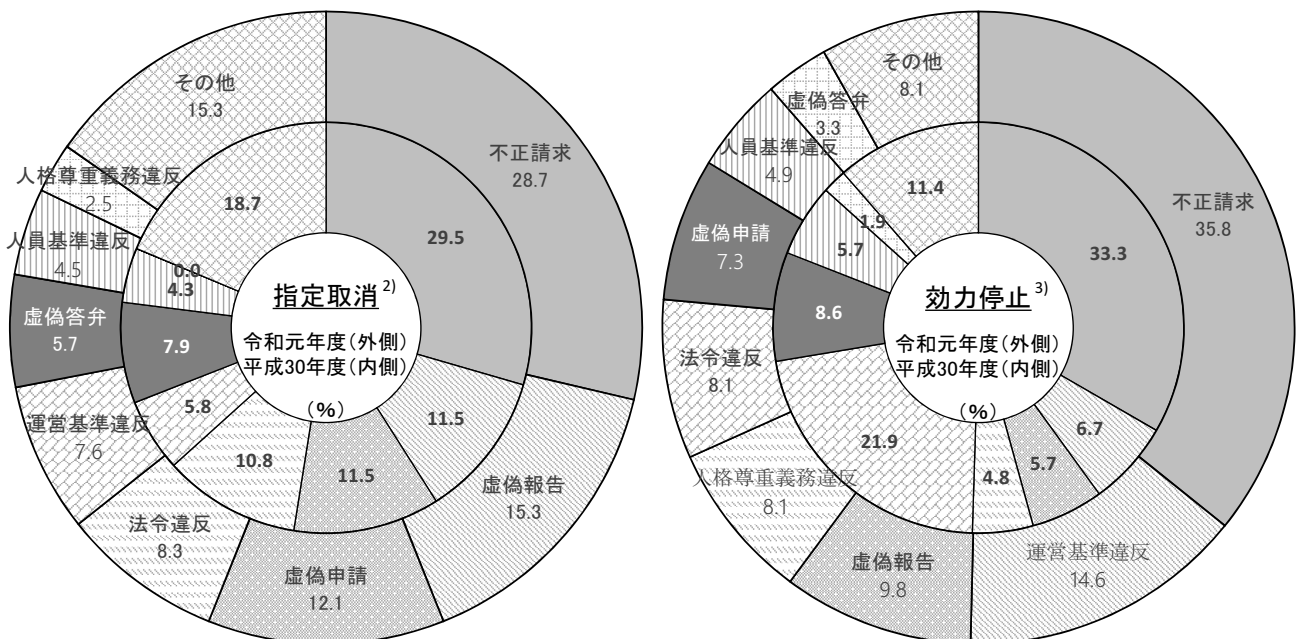 指定取消2)
令和元年度(外側)
平成30年度(内側)
(%)
不正請求
28.7
虚偽報告
15.3
虚偽申請
12.1
法令違反
8.3
運営基準違反
7.6
虚偽答弁
5.7
人員基準違反
4.5
人格尊重義務違反
2.5
その他
15.3
29.5
11.5
11.5
10.8
5.8
7.9
4.3
0.0
18.7
効力停止3)
令和元年度(外側)
平成30年度(内側)
(%)
不正請求
35.8
運営基準違反
14.6
虚偽報告
9.8
人格尊重義務違反
8.1
法令違反
8.1
虚偽申請
7.3
人員基準違反
4.9
虚偽答弁
3.3
その他
8.1
33.3
6.7
5.7
4.8
21.9
8.6
5.7
1.9
11.4